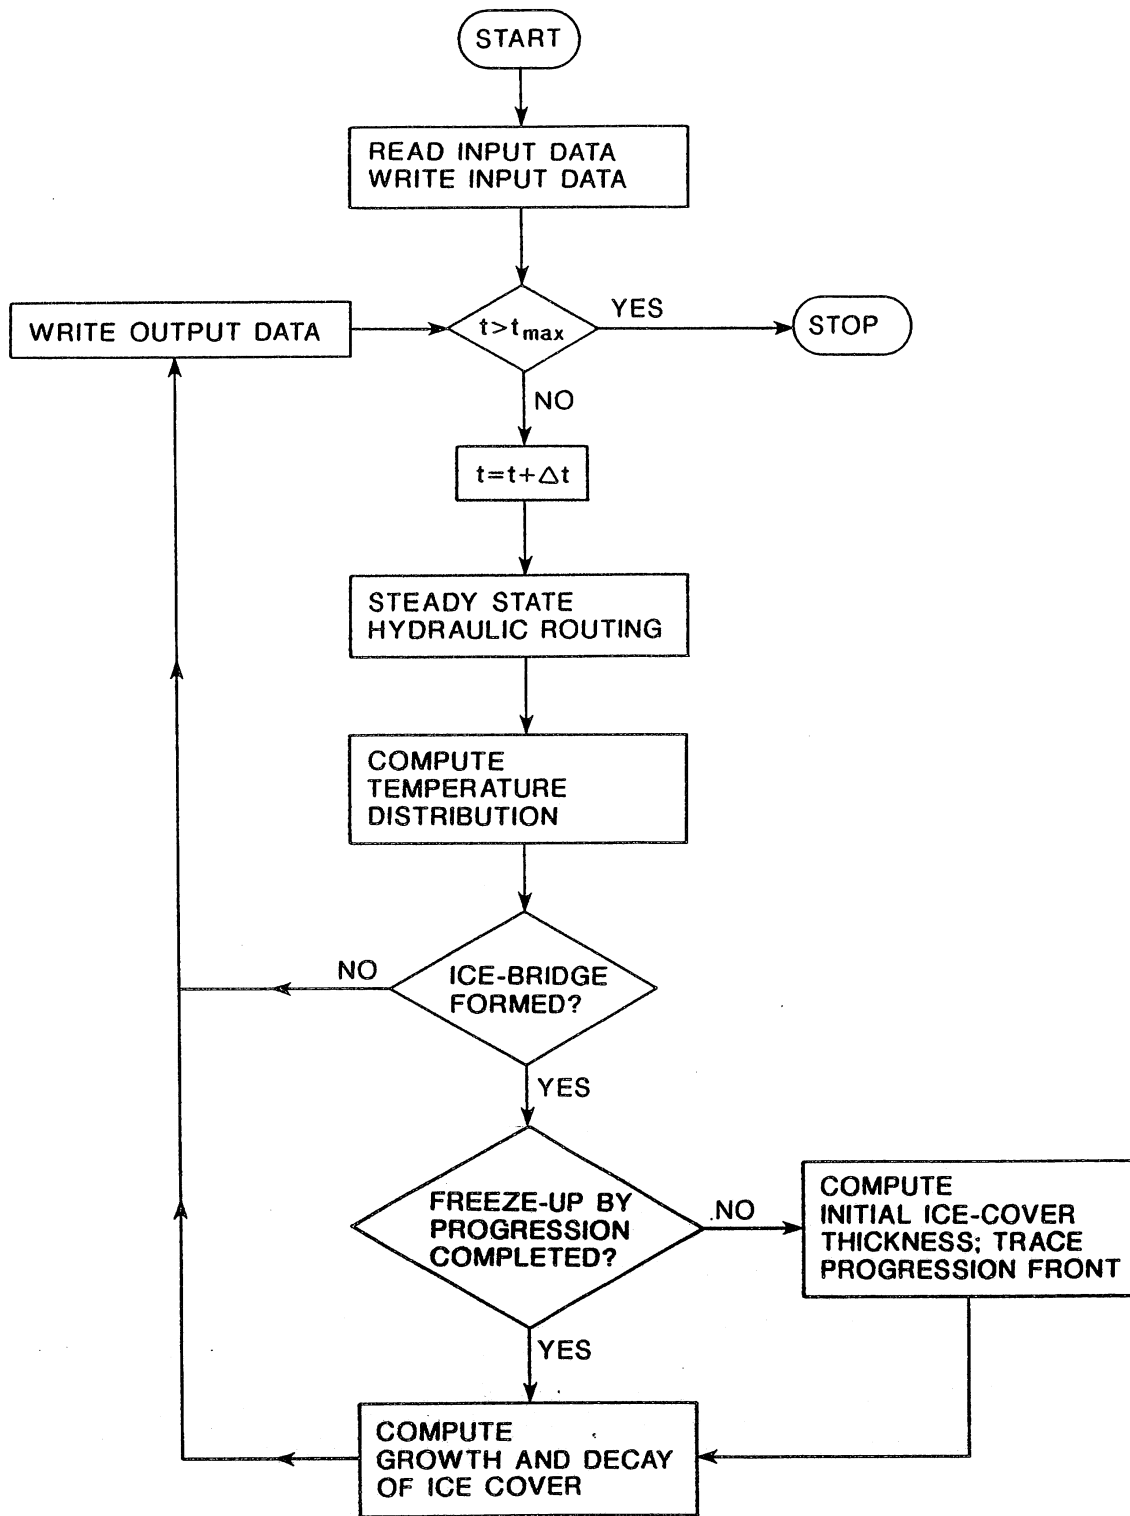 START
READ INPUT DATA
WRITE INPUT DATA
WRITE OUTPUT DATA
t>tmax
YES
STOP
NO
t=t+Δt
STEADY STATE
HYDRAULIC ROUTING
COMPUTE
TEMPERATURE
DISTRIBUTION
NO
ICE-BRIDGE
FORMED?
YES
FREEZE-UP BY
PROGRESSION
COMPLETED?
NO
COMPUTE
INITIAL ICE-COVER
THICKNESS; TRACE
PROGRESSION FRONT
YES
COMPUTE
GROWTH AND DECAY
OF ICE COVER